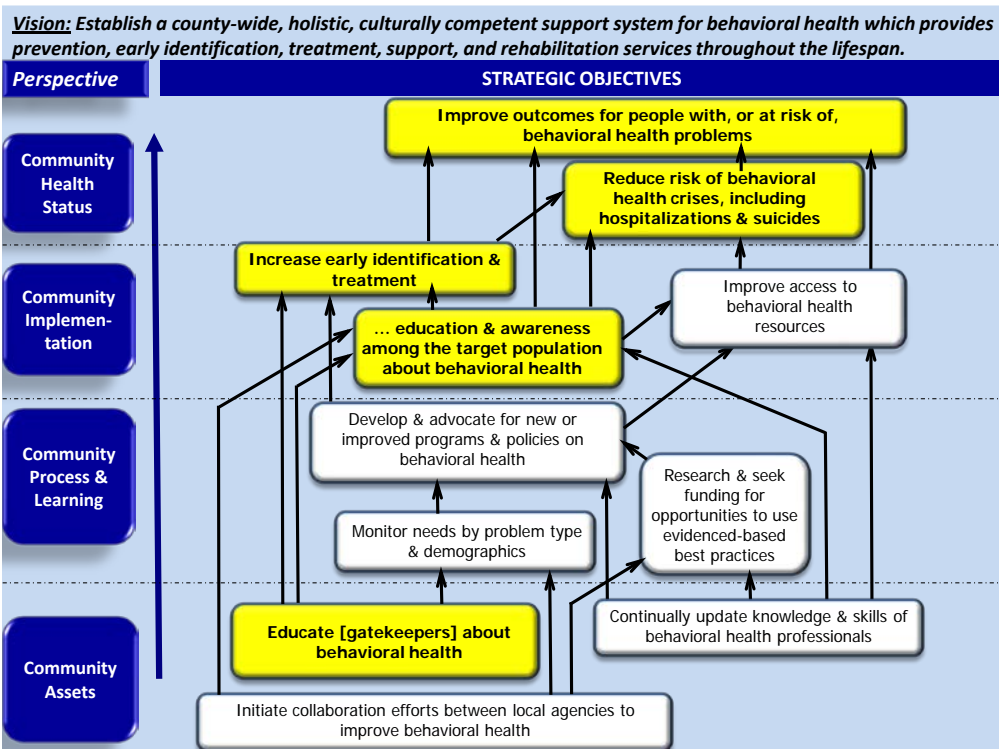 Vision: Establish a county-wide, holistic, culturally competent support system for behavioral health which provides
prevention, early identification, treatment, support, and rehabilitation services throughout the lifespan.
Perspective
STRATEGIC OBJECTIVES
Improve outcomes for people with, or at risk of,
behavioral health problems
Community
Health
Status
Reduce risk of behavioral
health crises, including
hospitalizations & suicides
Increase early identification &
treatment
Community
Implemen-
tation
Improve access to
behavioral health
resources
... education & awareness
among the target population
about behavioral health
Community
Process &
Learning
Develop & advocate for new or
improved programs & policies on
behavioral health
Research & seek
funding for
opportunities to use
evidenced-based
best practices
Monitor needs by problem type
& demographics
Community
Assets
Educate [gatekeepers] about
behavioral health
Continually update knowledge & skills of
behavioral health professionals
Initiate collaboration efforts between local agencies to
improve behavioral health